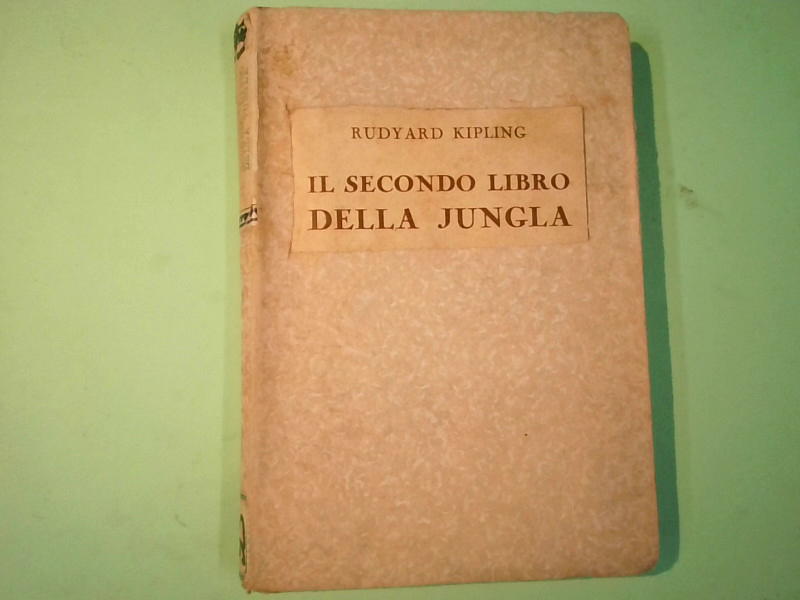 RUDYARD KIPLING
IL SECONDO LIBRO
DELLA JUNGLA